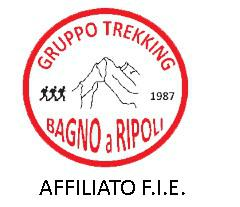 GRUPPO TREKKING
1987
BAGNO a RIPOLI
AFFILIATO F.I.E.